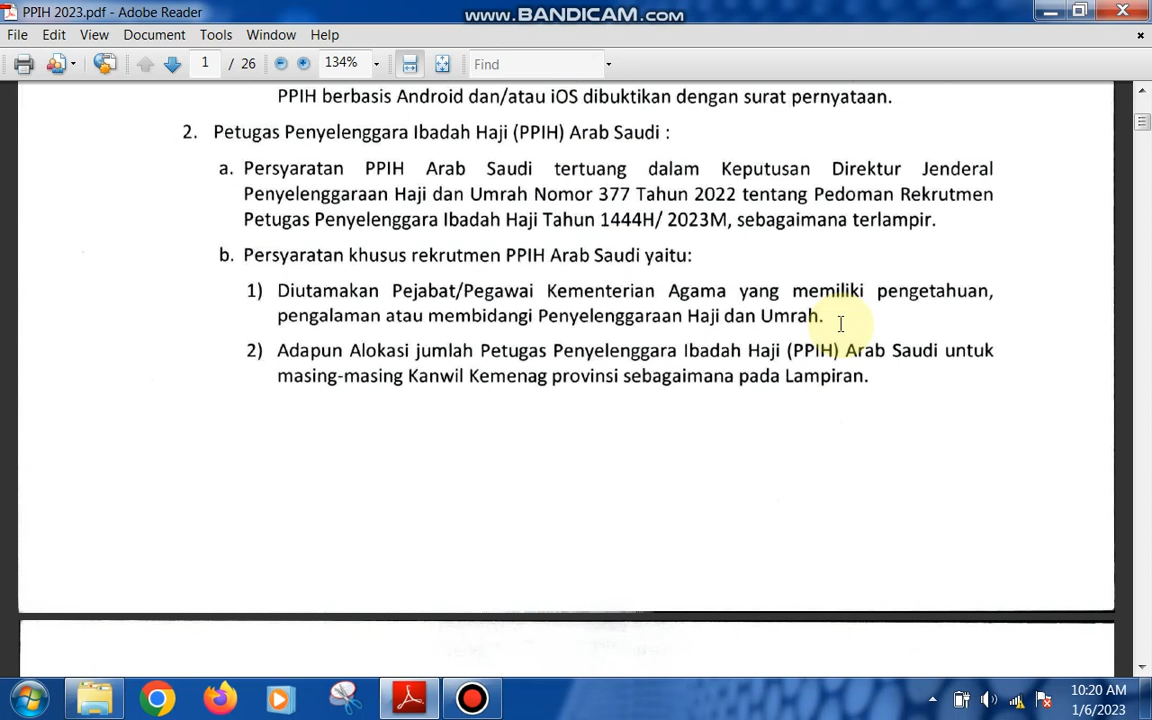 PPIH 2023.pdf - Adobe Reader
www.BANDICAM.com
File Edit View Document Tools Window Help
1 / 26 134% Find
PPIH berbasis Android dan/atau iOS dibuktikan dengan surat pernyataan.
2. Petugas Penyelenggara Ibadah Haji (PPIH) Arab Saudi :
a. Persyaratan PPIH Arab Saudi tertuang dalam Keputusan Direktur Jenderal
Penyelenggaraan Haji dan Umrah Nomor 377 Tahun 2022 tentang Pedoman Rekrutmen
Petugas Penyelenggara Ibadah Haji Tahun 1444H/ 2023M, sebagaimana terlampir.
b. Persyaratan khusus rekrutmen PPIH Arab Saudi yaitu:
1) Diutamakan Pejabat/Pegawai Kementerian Agama yang memiliki pengetahuan,
pengalaman atau membidangi Penyelenggaraan Haji dan Umrah.
2) Adapun Alokasi jumlah Petugas Penyelenggara Ibadah Haji (PPIH) Arab Saudi untuk
masing-masing Kanwil Kemenag provinsi sebagaimana pada Lampiran.
10:20 AM
1/6/2023